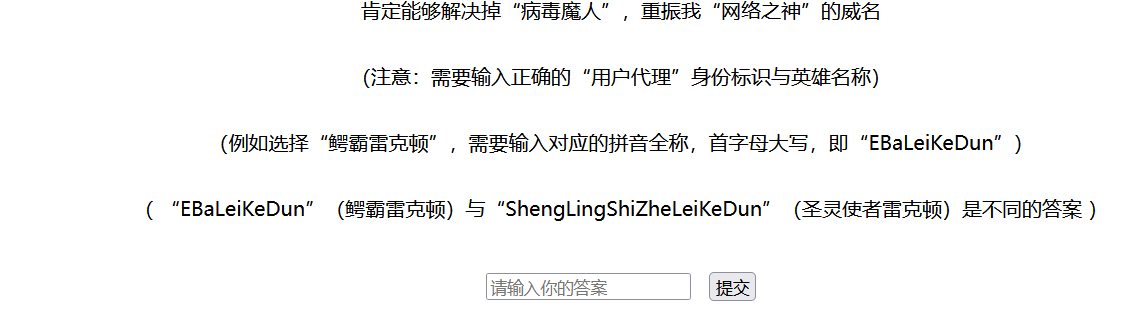 肯定能够解决掉“病毒魔人”，重振我“网络之神”的威名
（注意：需要输入正确的“用户代理”身份标识与英雄名称）
（例如选择“鳄霸雷克顿”，需要输入对应的拼音全称，首字母大写，即“EBaLeiKeDun”）
（ “EBaLeiKeDun”（鳄霸雷克顿）与“ShengLingShiZheLeiKeDun”（圣灵使者雷克顿）是不同的答案 ）
请输入你的答案 提交